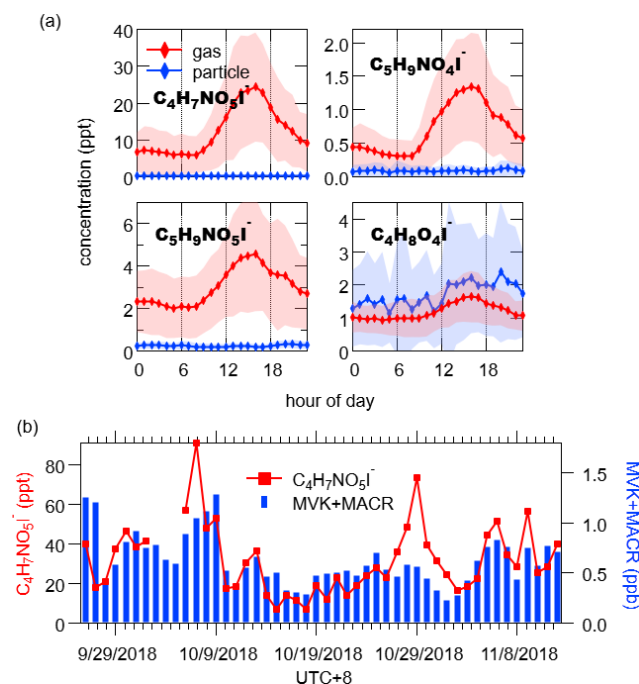 (a)
gas
particle
C4H7NO5I-
C5H9NO4I-
C5H9NO5I-
C4H8O4I-
concentration (ppt)
40
30
20
10
0
2.0
1.5
1.0
0.5
0.0
6
4
2
0
4
3
2
1
0
0 6 12 18
0 6 12 18
hour of day
(b)
C4H7NO5I- (ppt)
80
60
40
20
0
C4H7NO5I-
MVK+MACR
1.5
1.0
0.5
0.0
MVK+MACR (ppb)
9/29/2018 10/9/2018 10/19/2018 10/29/2018 11/8/2018
UTC+8